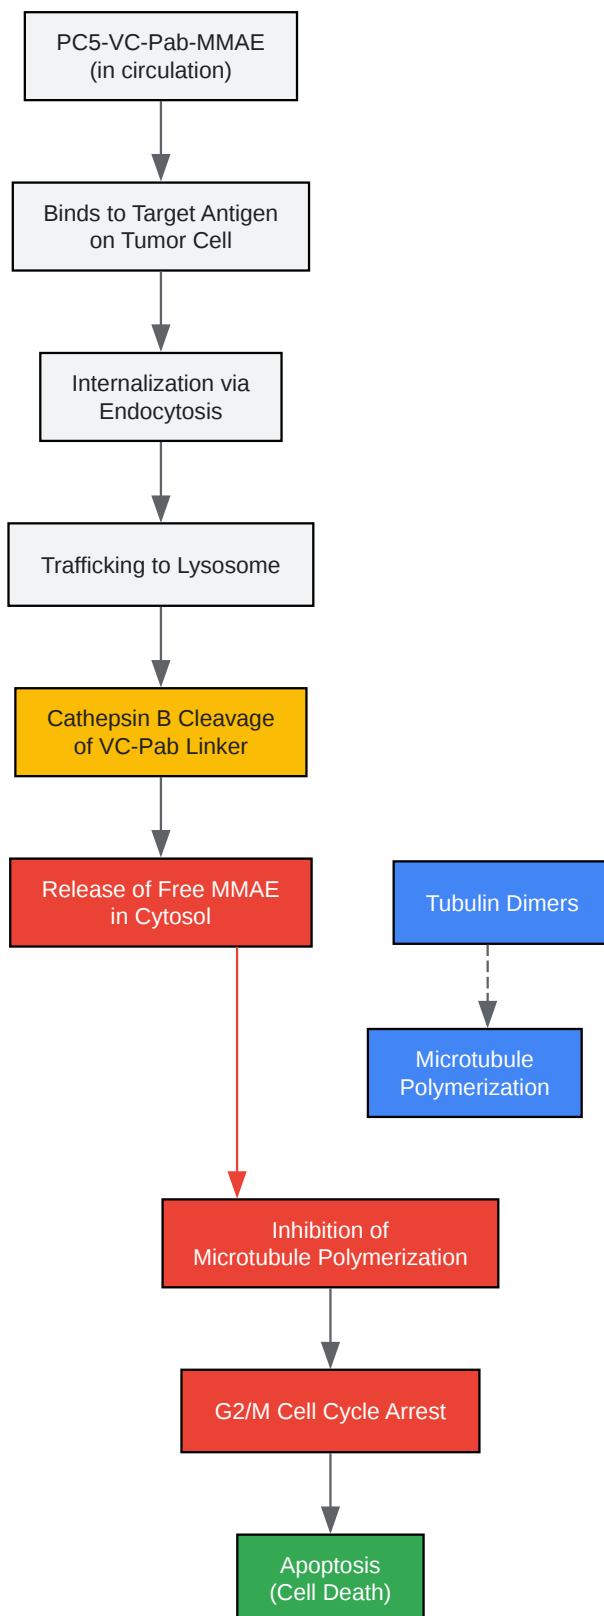 PC5-VC-Pab-MMAE
(in circulation)
Binds to Target Antigen
on Tumor Cell
Internalization via
Endocytosis
Trafficking to Lysosome
Cathepsin B Cleavage
of VC-Pab Linker
Release of Free MMAE
in Cytosol
Tubulin Dimers
Microtubule
Polymerization
Inhibition of
Microtubule Polymerization
G2/M Cell Cycle Arrest
Apoptosis
(Cell Death)